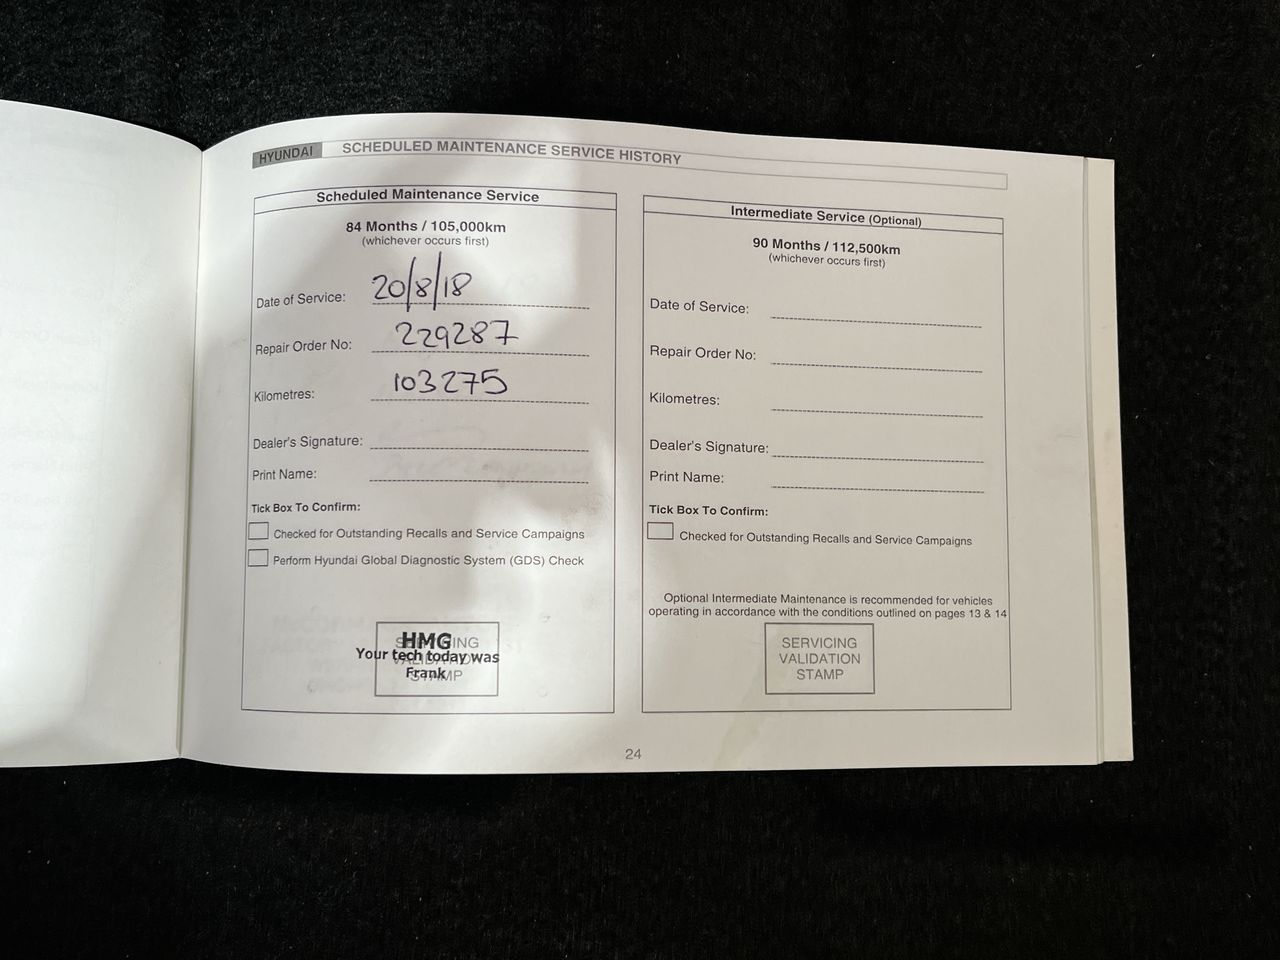 HYUNDAI SCHEDULED MAINTENANCE SERVICE HISTORY
Scheduled Maintenance Service
84 Months / 105,000km
(whichever occurs first)
Date of Service: 20/8/18
Repair Order No: 229287
Kilometres: 103275
Dealer's Signature:
Print Name:
Tick Box To Confirm:
Checked for Outstanding Recalls and Service Campaigns
Perform Hyundai Global Diagnostic System (GDS) Check
SERVICING
VALIDATION
STAMP
HMG
Your tech today was
Frank
Intermediate Service (Optional)
90 Months / 112,500km
(whichever occurs first)
Date of Service:
Repair Order No:
Kilometres:
Dealer's Signature:
Print Name:
Tick Box To Confirm:
Checked for Outstanding Recalls and Service Campaigns
Optional Intermediate Maintenance is recommended for vehicles
operating in accordance with the conditions outlined on pages 13 & 14
SERVICING
VALIDATION
STAMP
24